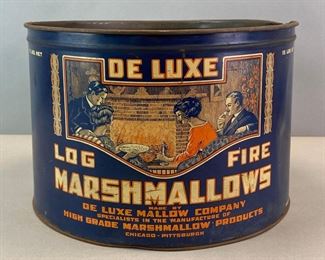 DE LUXE
LOG FIRE
MARSHMALLOWS
MADE BY
DE LUXE MALLOW COMPANY
SPECIALISTS IN THE MANUFACTURE OF
HIGH GRADE MARSHMALLOW PRODUCTS
CHICAGO - PITTSBURGH